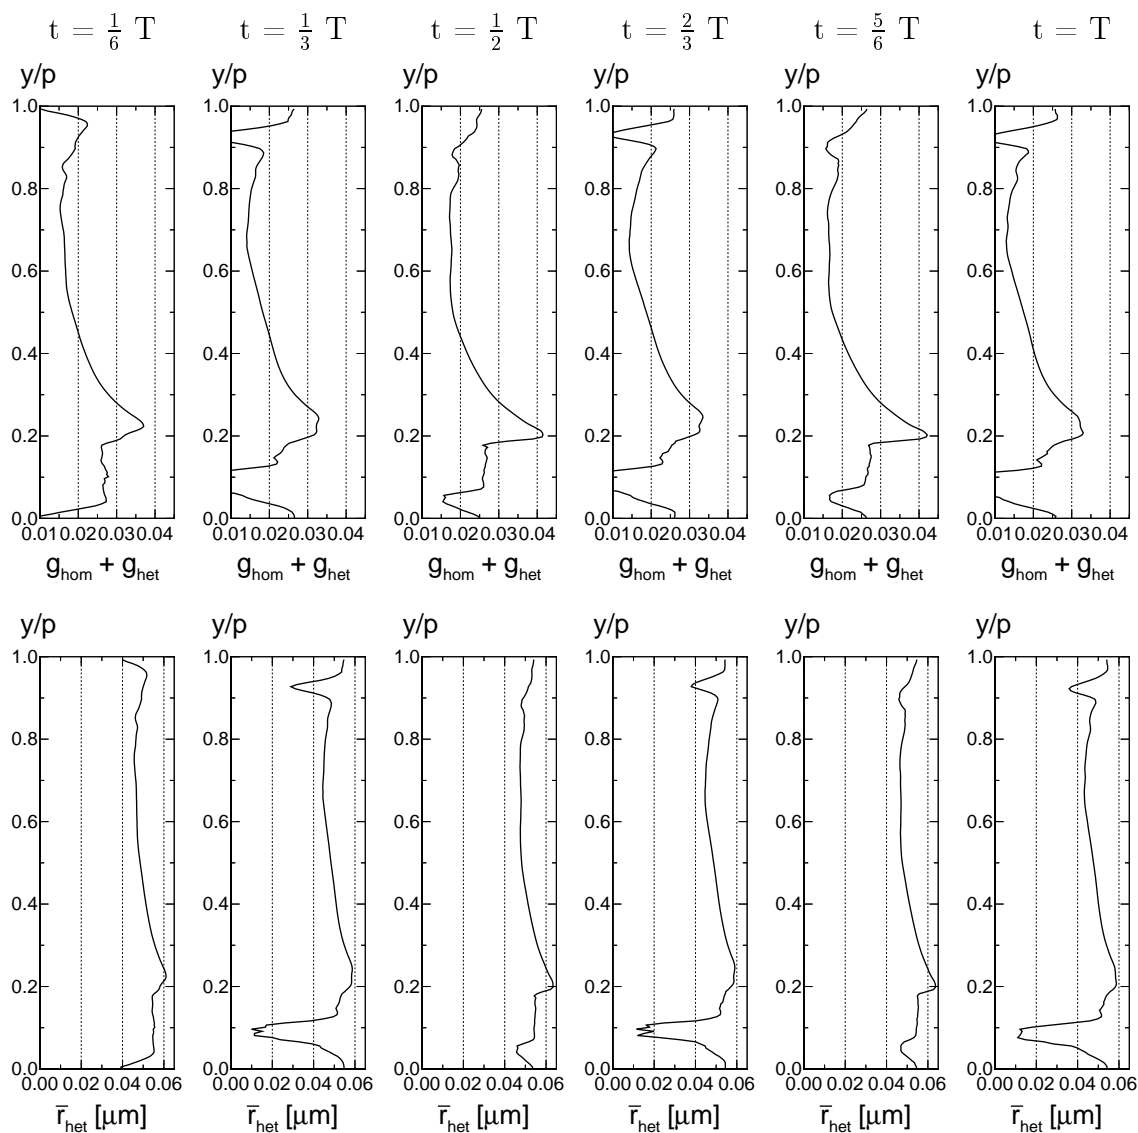 t = 1/6 T t = 1/3 T t = 1/2 T t = 2/3 T t = 5/6 T t = T
y/p y/p y/p y/p y/p y/p
1.0 1.0 1.0 1.0 1.0 1.0
0.8 0.8 0.8 0.8 0.8 0.8
0.6 0.6 0.6 0.6 0.6 0.6
0.4 0.4 0.4 0.4 0.4 0.4
0.2 0.2 0.2 0.2 0.2 0.2
0.0 0.0 0.0 0.0 0.0 0.0
0.01 0.02 0.03 0.04 0.01 0.02 0.03 0.04 0.01 0.02 0.03 0.04 0.01 0.02 0.03 0.04 0.01 0.02 0.03 0.04 0.01 0.02 0.03 0.04
g_hom + g_het g_hom + g_het g_hom + g_het g_hom + g_het g_hom + g_het g_hom + g_het
y/p y/p y/p y/p y/p y/p
1.0 1.0 1.0 1.0 1.0 1.0
0.8 0.8 0.8 0.8 0.8 0.8
0.6 0.6 0.6 0.6 0.6 0.6
0.4 0.4 0.4 0.4 0.4 0.4
0.2 0.2 0.2 0.2 0.2 0.2
0.0 0.0 0.0 0.0 0.0 0.0
0.00 0.02 0.04 0.06 0.00 0.02 0.04 0.06 0.00 0.02 0.04 0.06 0.00 0.02 0.04 0.06 0.00 0.02 0.04 0.06 0.00 0.02 0.04 0.06
r̅_het [μm] r̅_het [μm] r̅_het [μm] r̅_het [μm] r̅_het [μm] r̅_het [μm]